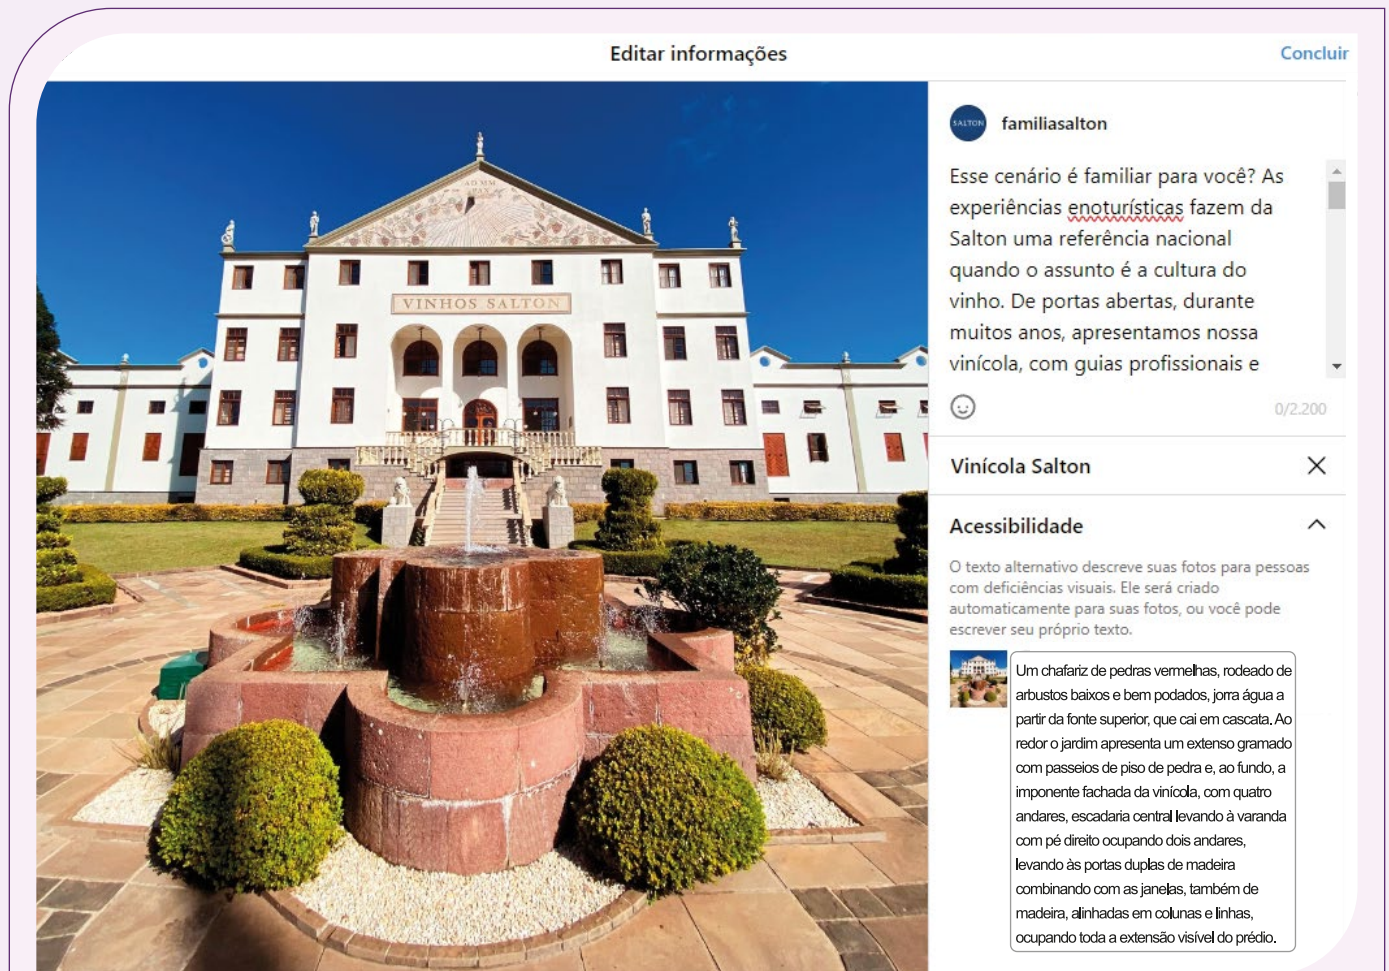 Editar informações
Concluir
SALTON
familiasalton
Esse cenário é familiar para você? As
experiências enoturísticas fazem da
Salton uma referência nacional
quando o assunto é a cultura do
vinho. De portas abertas, durante
muitos anos, apresentamos nossa
vinícola, com guias profissionais e
0/2.200
Vinícola Salton
Acessibilidade
O texto alternativo descreve suas fotos para pessoas
com deficiências visuais. Ele será criado
automaticamente para suas fotos, ou você pode
escrever seu próprio texto.
Um chafariz de pedras vermelhas, rodeado de
arbustos baixos e bem podados, jorra água a
partir da fonte superior, que cai em cascata. Ao
redor o jardim apresenta um extenso gramado
com passeios de piso de pedra e, ao fundo, a
imponente fachada da vinícola, com quatro
andares, escadaria central levando à varanda
com pé direito ocupando dois andares,
levando às portas duplas de madeira
combinando com as janelas, também de
madeira, alinhadas em colunas e linhas,
ocupando toda a extensão visível do prédio.
VINHOS SALTON